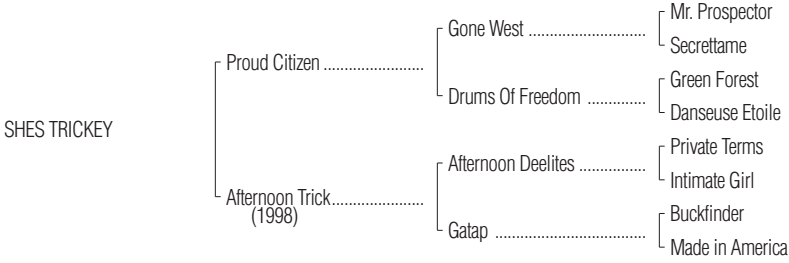 Mr. Prospector
Gone West ............................
Secrettame
Proud Citizen ........................
Green Forest
Drums Of Freedom ..............
Danseuse Etoile
SHES TRICKEY
Private Terms
Afternoon Deelites ................
Intimate Girl
Afternoon Trick......................
(1998)
Buckfinder
Gatap ....................................
Made in America